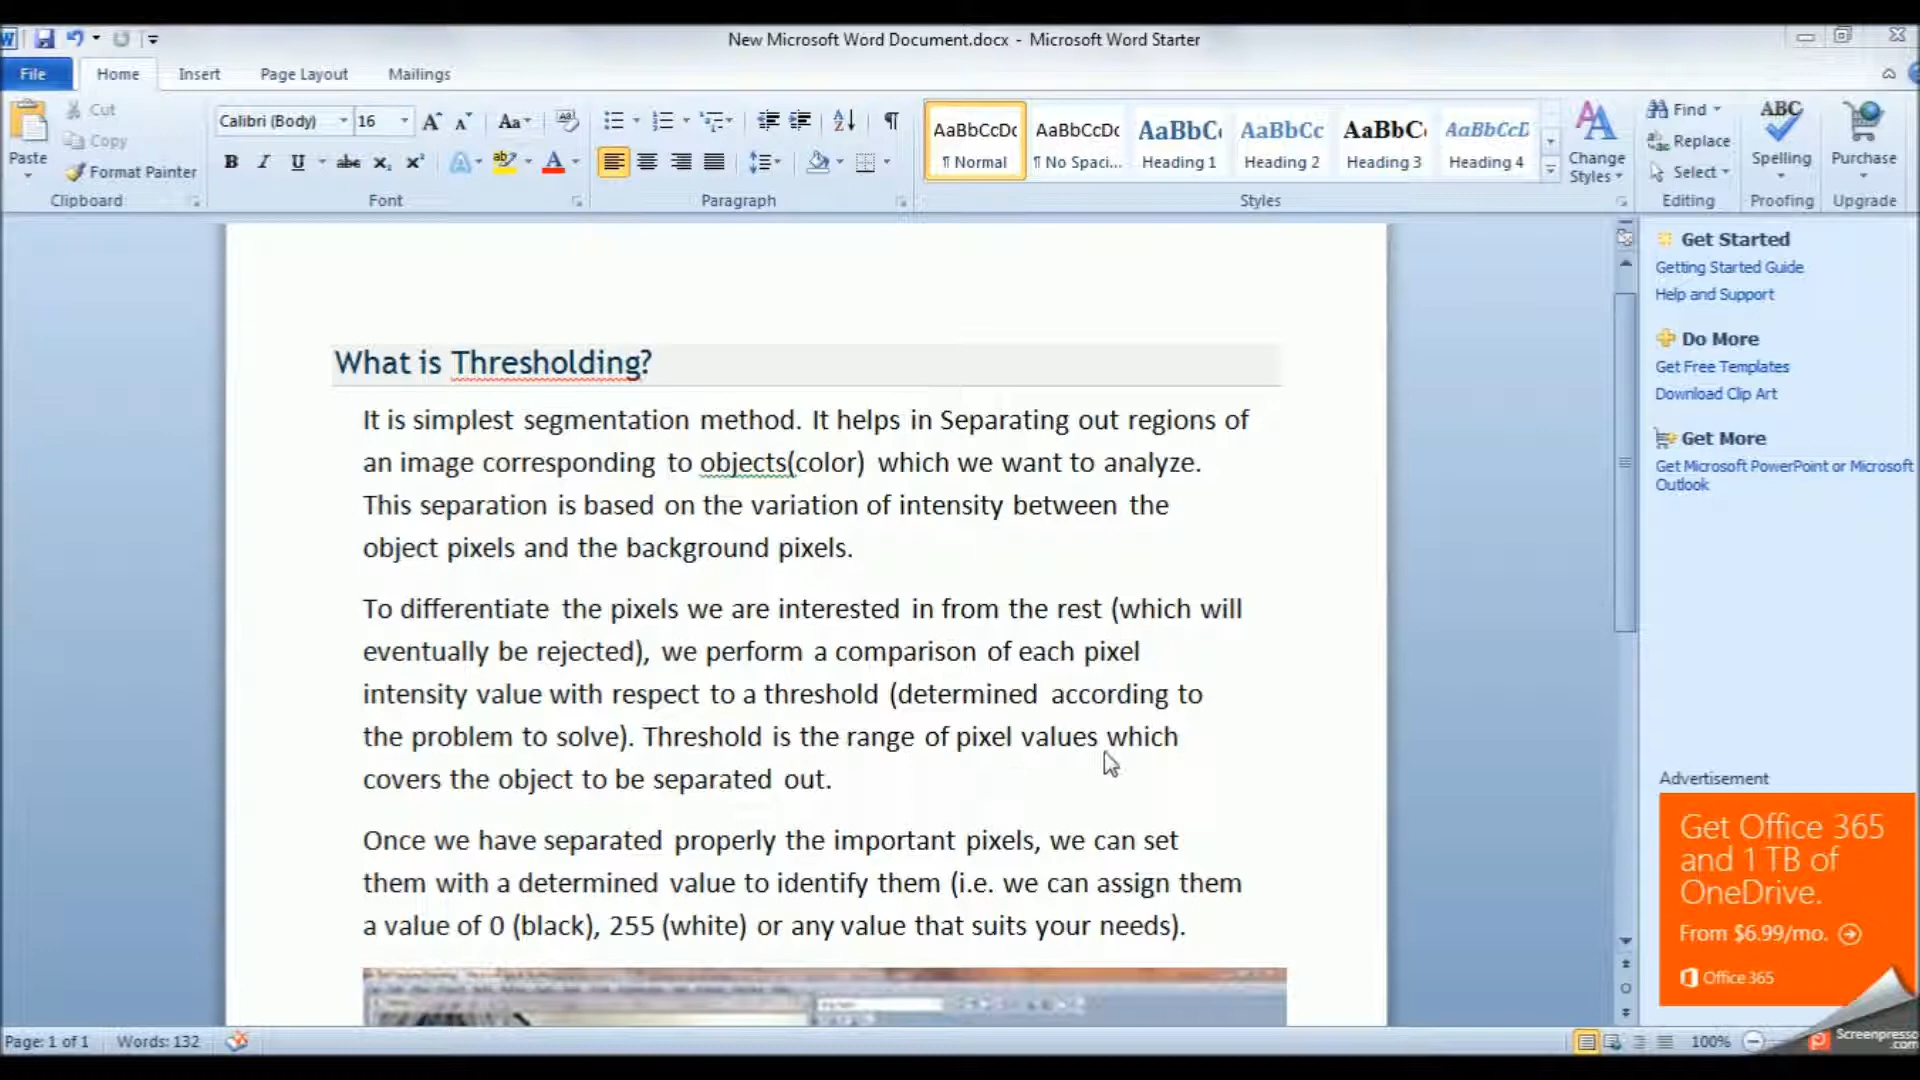 New Microsoft Word Document.docx - Microsoft Word Starter
File Home Insert Page Layout Mailings
Cut
Copy
Paste
Format Painter
Clipboard
Calibri (Body) 16
Font
Paragraph
AaBbCcDc AaBbCcDc AaBbC AaBbCc AaBbC AaBbCcD
¶ Normal ¶ No Spaci... Heading 1 Heading 2 Heading 3 Heading 4
Styles
Change
Styles
Find
Replace
Select
Editing
ABC
Spelling
Proofing
Purchase
Upgrade
What is Thresholding?
It is simplest segmentation method. It helps in Separating out regions of
an image corresponding to objects(color) which we want to analyze.
This separation is based on the variation of intensity between the
object pixels and the background pixels.
To differentiate the pixels we are interested in from the rest (which will
eventually be rejected), we perform a comparison of each pixel
intensity value with respect to a threshold (determined according to
the problem to solve). Threshold is the range of pixel values which
covers the object to be separated out.
Once we have separated properly the important pixels, we can set
them with a determined value to identify them (i.e. we can assign them
a value of 0 (black), 255 (white) or any value that suits your needs).
Get Started
Getting Started Guide
Help and Support
Do More
Get Free Templates
Download Clip Art
Get More
Get Microsoft PowerPoint or Microsoft
Outlook
Advertisement
Get Office 365
and 1 TB of
OneDrive.
From $6.99/mo.
Office 365
Page: 1 of 1 Words: 132
100%
Screenpresso
.com